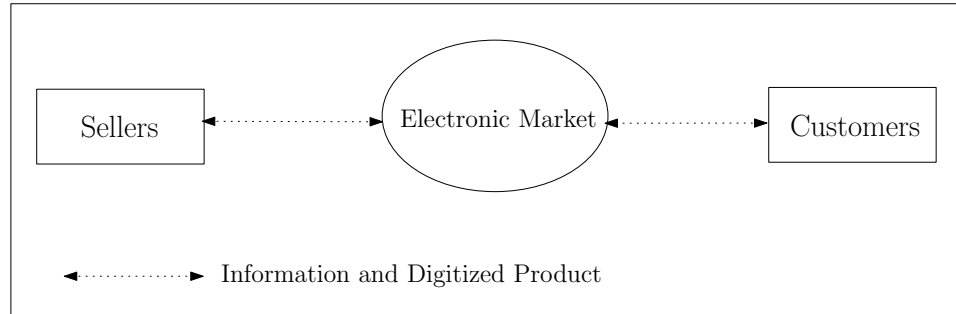 Sellers
Electronic Market
Customers
Information and Digitized Product